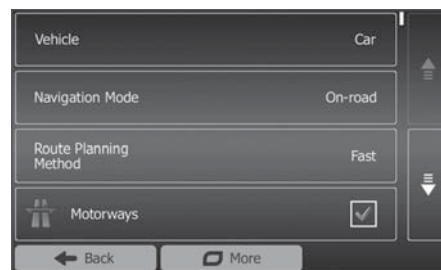 Vehicle Car
Navigation Mode On-road
Route Planning
Method Fast
Motorways
Back More